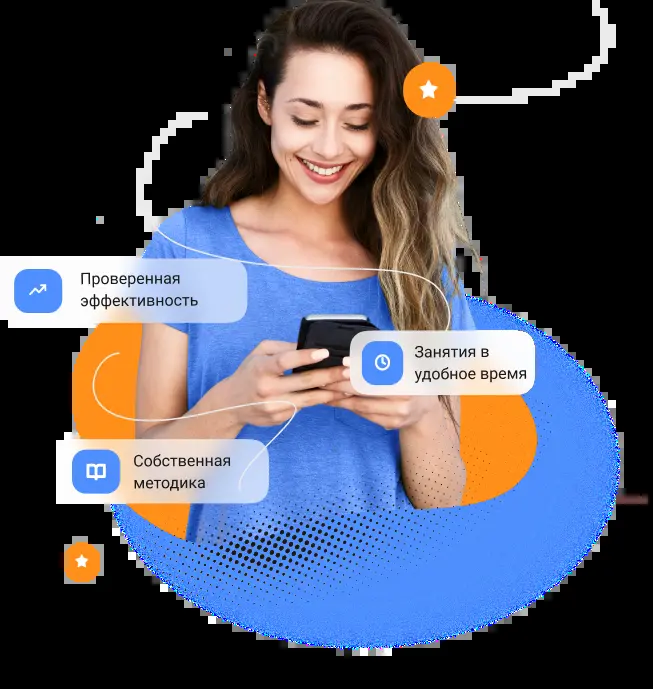 Проверенная
эффективность
Занятия в
удобное время
Собственная
методика